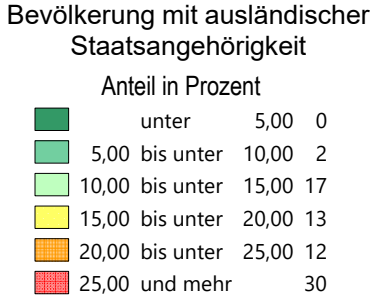 Bevölkerung mit ausländischer
Staatsangehörigkeit
Anteil in Prozent
unter 5,00 0
5,00 bis unter 10,00 2
10,00 bis unter 15,00 17
15,00 bis unter 20,00 13
20,00 bis unter 25,00 12
25,00 und mehr 30